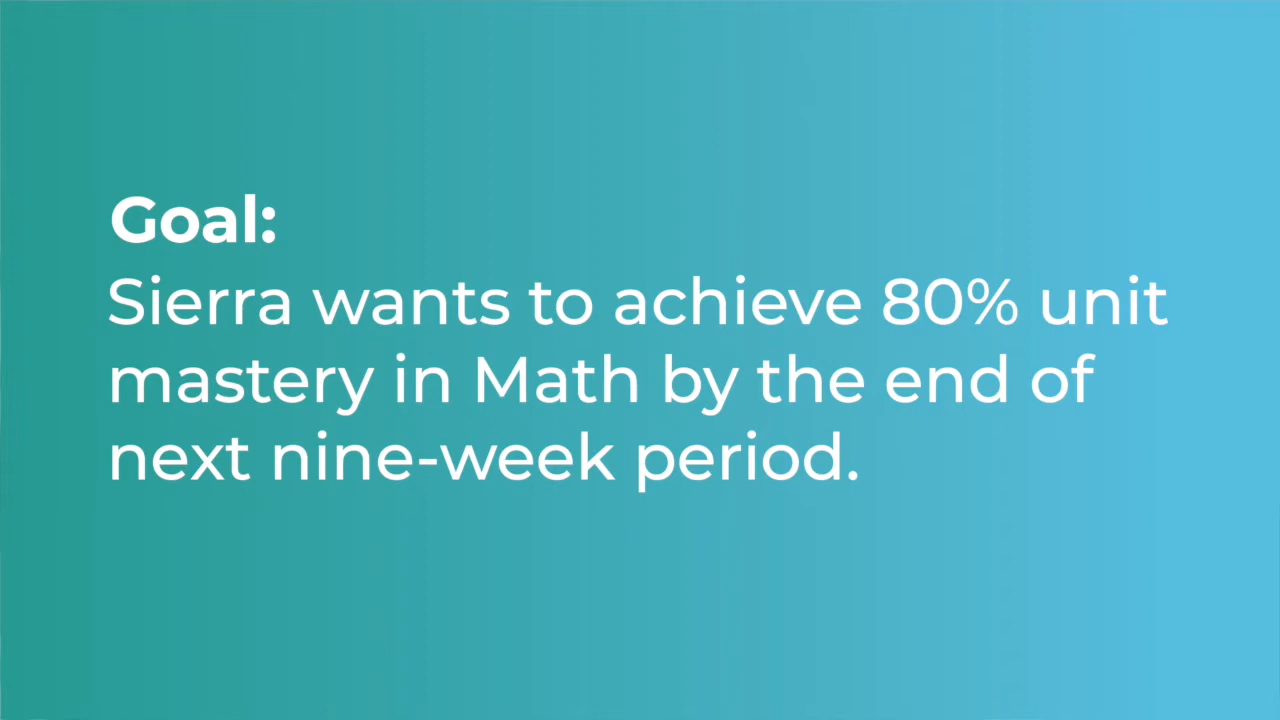 Goal:
Sierra wants to achieve 80% unit
mastery in Math by the end of
next nine-week period.